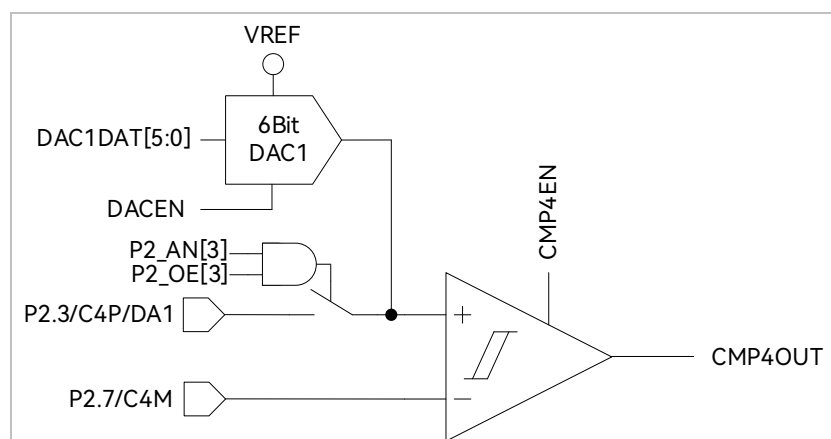 VREF
6Bit
DAC1
DAC1DAT[5:0]
DACEN
CMP4EN
P2_AN[3]
P2_OE[3]
P2.3/C4P/DA1
+
CMP4OUT
P2.7/C4M
−